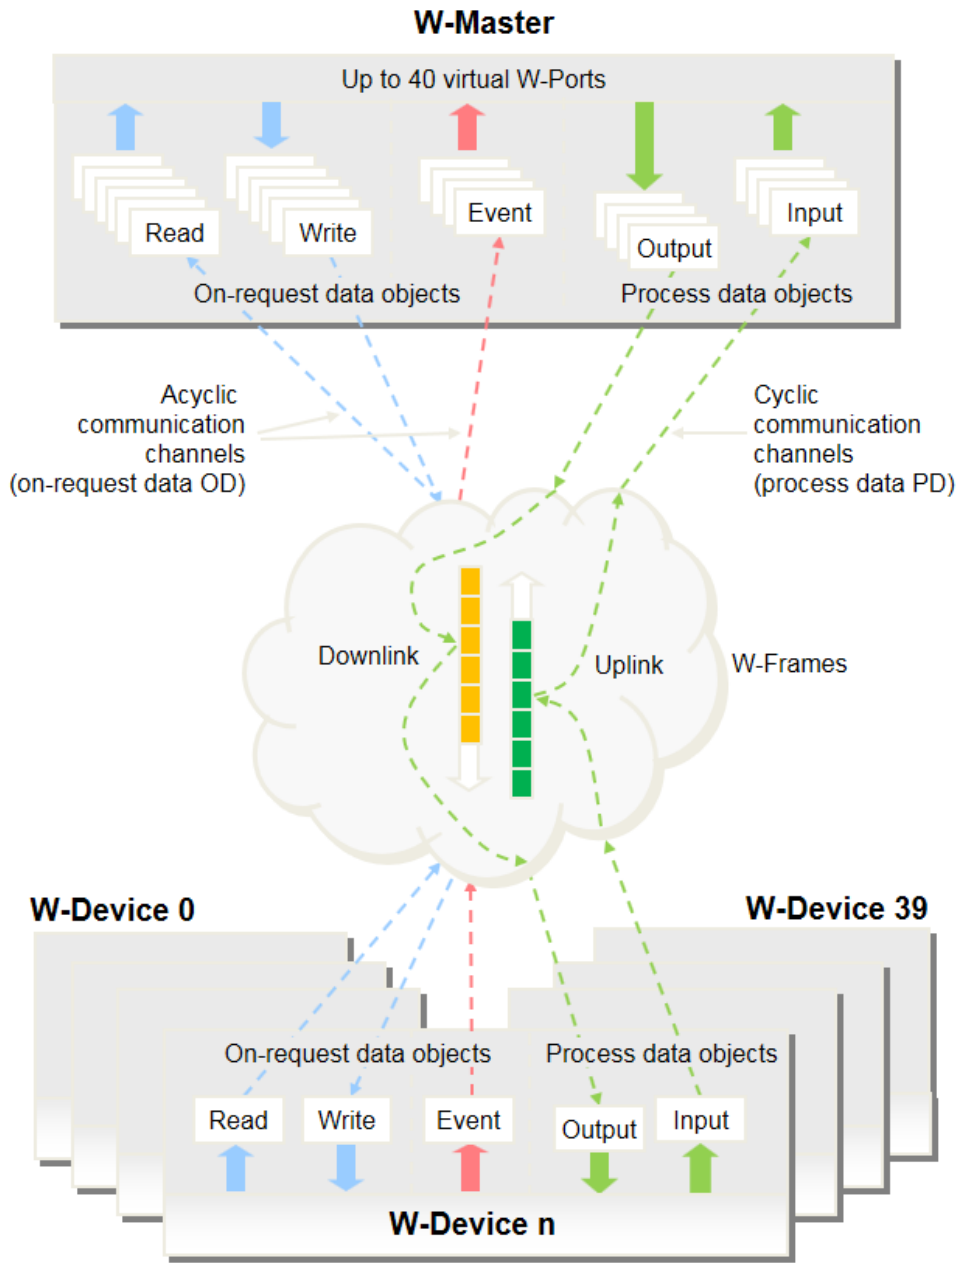 W-Master
Up to 40 virtual W-Ports
Read
Write
Event
Output
Input
On-request data objects
Process data objects
Acyclic
communication
channels
(on-request data OD)
Cyclic
communication
channels
(process data PD)
Downlink
Uplink
W-Frames
W-Device 0
W-Device 39
On-request data objects
Process data objects
Read
Write
Event
Output
Input
W-Device n